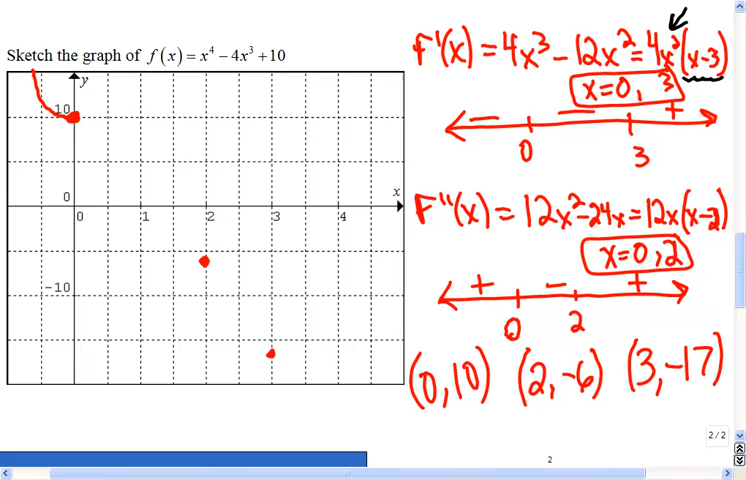 Sketch the graph of f(x) = x⁴ − 4x³ + 10
F'(x) = 4x³ − 12x² = 4x²(x−3)
x=0, 3
− − +
0 3
F''(x) = 12x² − 24x = 12x(x−2)
x=0, 2
+ − +
0 2
(0, 10) (2, −6) (3, −17)
y
10
0
x
0 1 2 3 4
−10
2 / 2
2